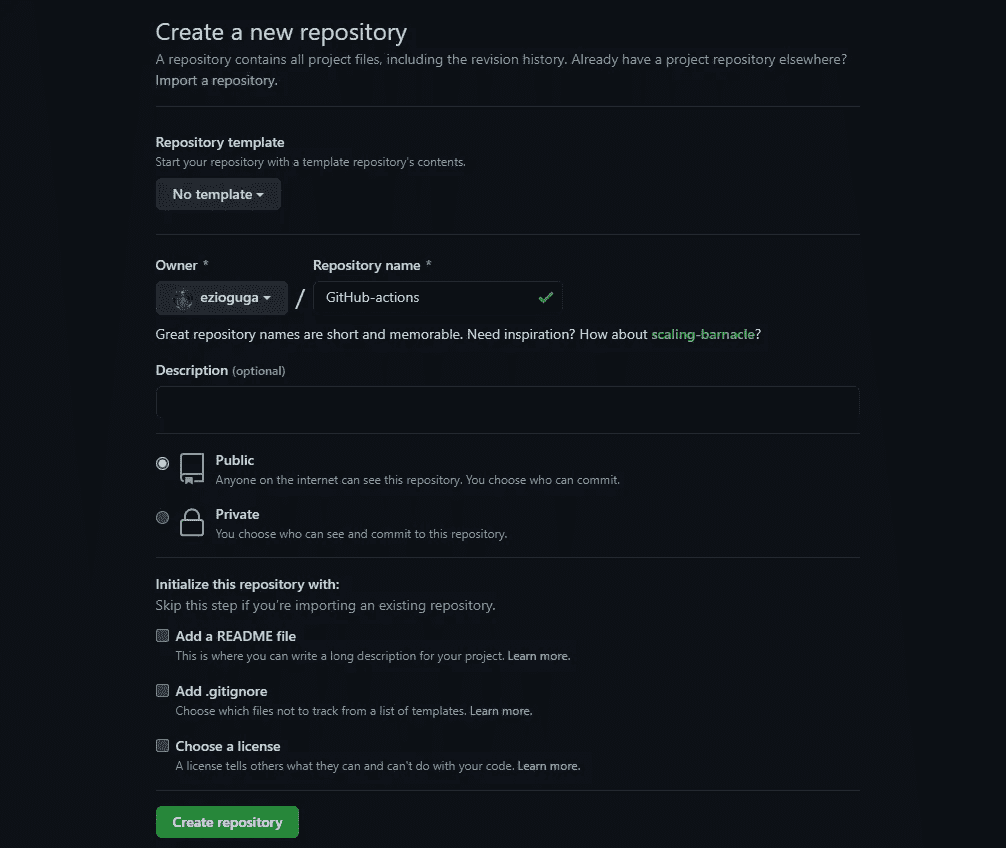 Create a new repository
A repository contains all project files, including the revision history. Already have a project repository elsewhere?
Import a repository.
Repository template
Start your repository with a template repository's contents.
No template
Owner *
Repository name *
ezioguga
/
GitHub-actions
Great repository names are short and memorable. Need inspiration? How about scaling-barnacle?
Description (optional)
Public
Anyone on the internet can see this repository. You choose who can commit.
Private
You choose who can see and commit to this repository.
Initialize this repository with:
Skip this step if you're importing an existing repository.
Add a README file
This is where you can write a long description for your project. Learn more.
Add .gitignore
Choose which files not to track from a list of templates. Learn more.
Choose a license
A license tells others what they can and can't do with your code. Learn more.
Create repository